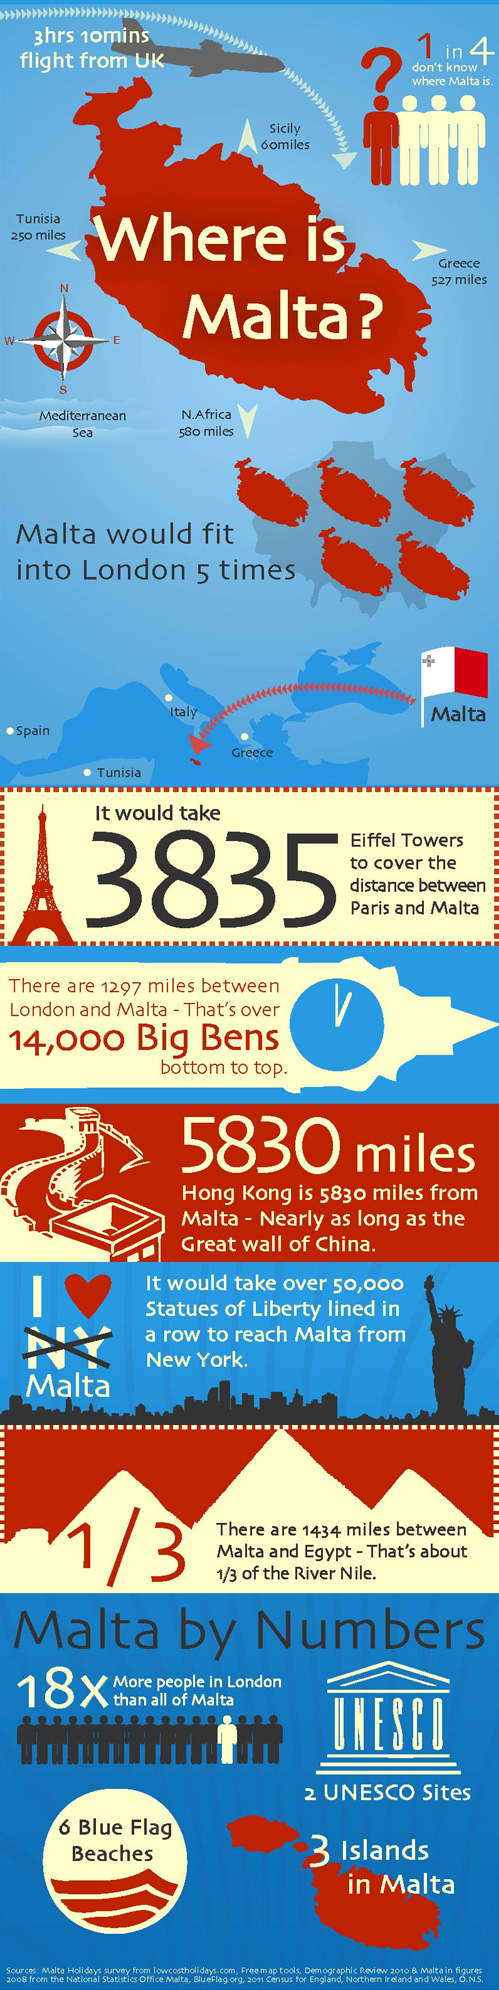 3hrs 10mins
flight from UK
1 in 4
don't know
where Malta is.
?
Sicily
60miles
Tunisia
250 miles
Where is
Malta?
Greece
527 miles
N
W
E
S
Mediterranean
Sea
N.Africa
580 miles
Malta would fit
into London 5 times
Malta
Italy
Spain
Greece
Tunisia
It would take
3835
Eiffel Towers
to cover the
distance between
Paris and Malta
There are 1297 miles between
London and Malta - That's over
14,000 Big Bens
bottom to top.
5830 miles
Hong Kong is 5830 miles from
Malta - Nearly as long as the
Great wall of China.
I
NY
Malta
It would take over 50,000
Statues of Liberty lined in
a row to reach Malta from
New York.
1/3
There are 1434 miles between
Malta and Egypt - That's about
1/3 of the River Nile.
Malta by Numbers
18x More people in London
than all of Malta
UNESCO
2 UNESCO Sites
6 Blue Flag
Beaches
3 Islands
in Malta
Sources: Malta Holidays survey from lowcostholidays.com, Free map tools, Demographic Review 2010 & Malta in figures
2008 from the National Statistics Office Malta, BlueFlag.org, 2011 Census for England, Northern Ireland and Wales, O.N.S.